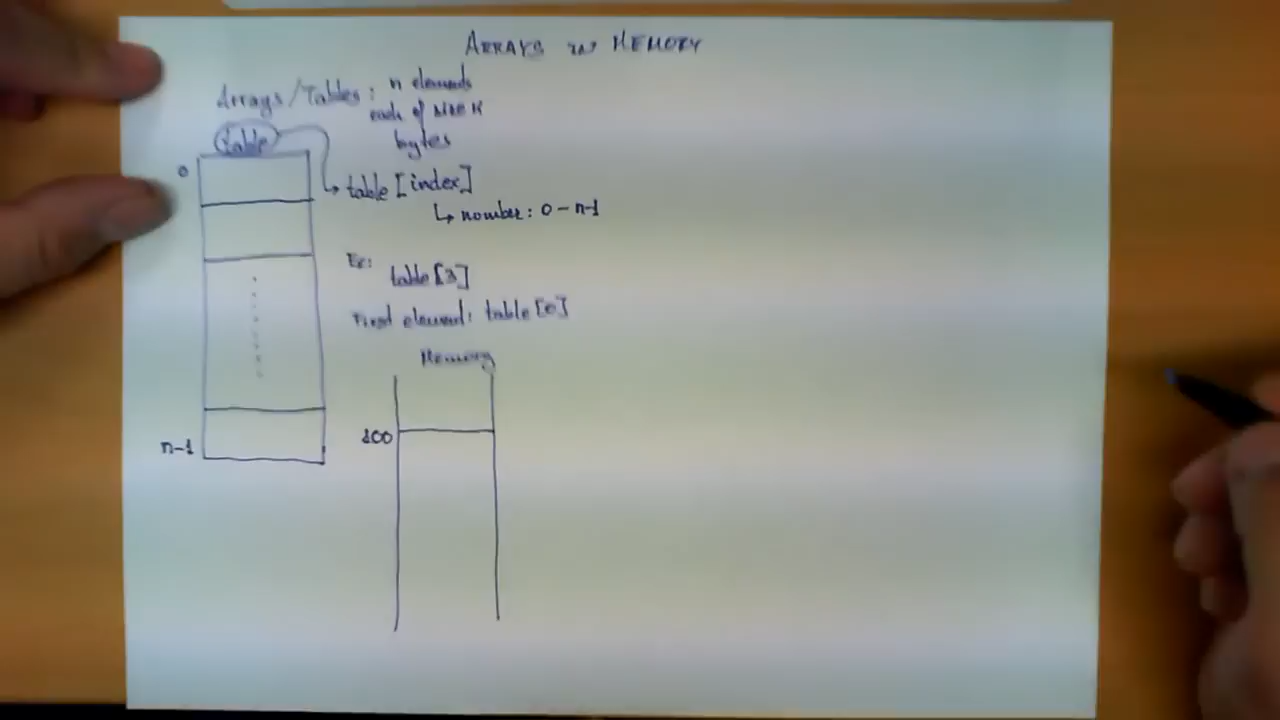 ARRAYS IN MEMORY
Arrays/Tables: n elements
each of size K
bytes
table
0
table [index]
↳ number: 0 - n-1
Ex:
table [3]
First element: table [0]
Memory
100
n-1